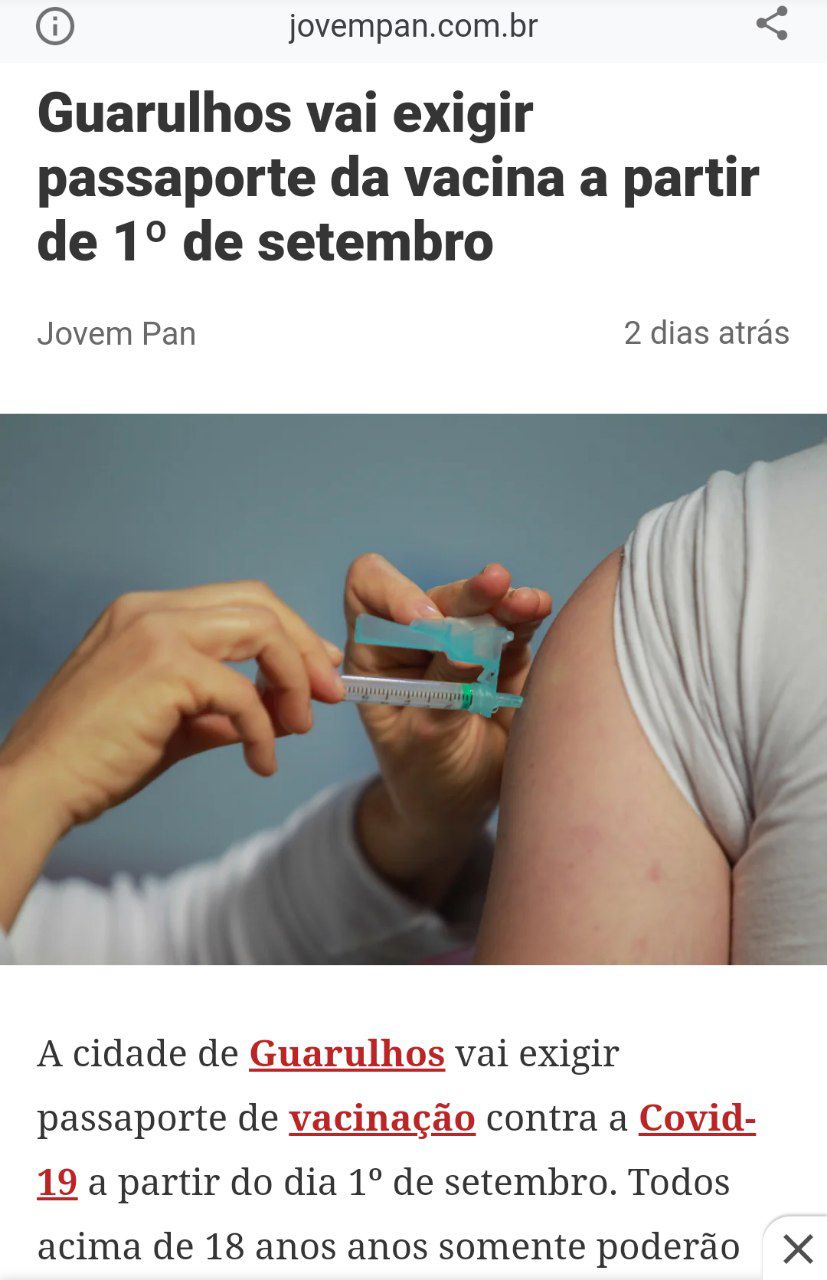 jovempan.com.br
Guarulhos vai exigir
passaporte da vacina a partir
de 1º de setembro
Jovem Pan
2 dias atrás
A cidade de Guarulhos vai exigir
passaporte de vacinação contra a Covid-
19 a partir do dia 1º de setembro. Todos
acima de 18 anos anos somente poderão